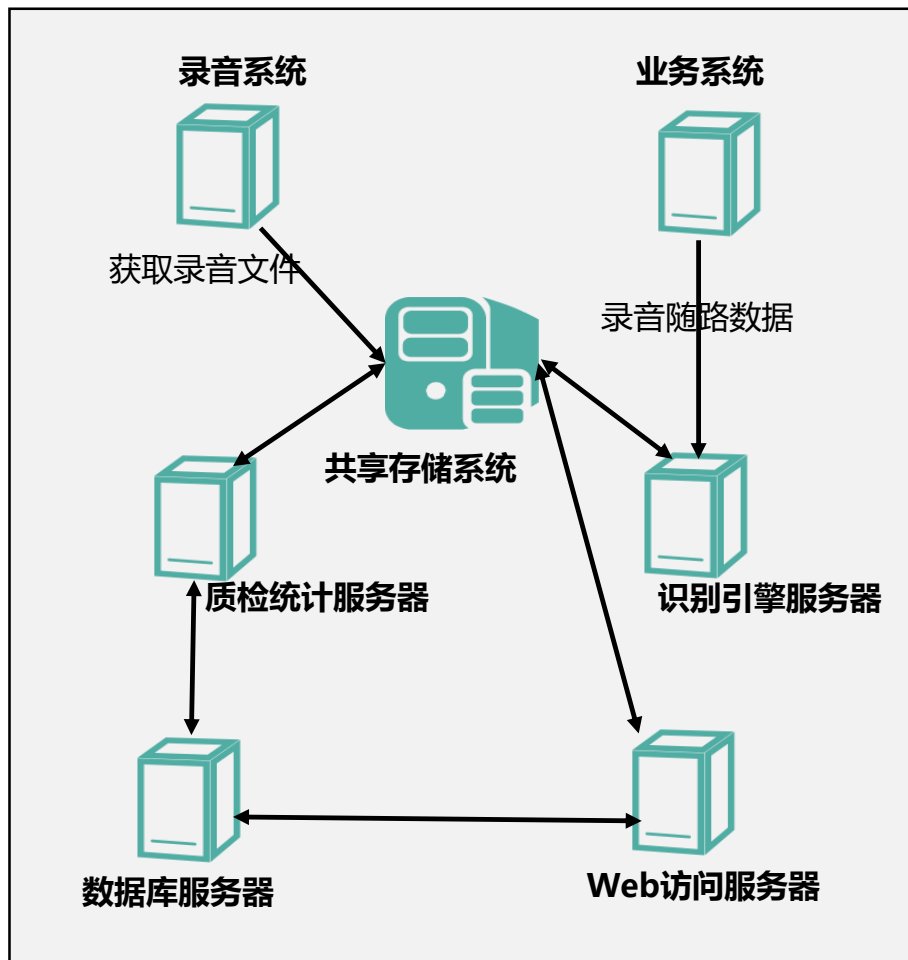 录音系统
业务系统
获取录音文件
录音随路数据
共享存储系统
质检统计服务器
识别引擎服务器
数据库服务器
Web访问服务器